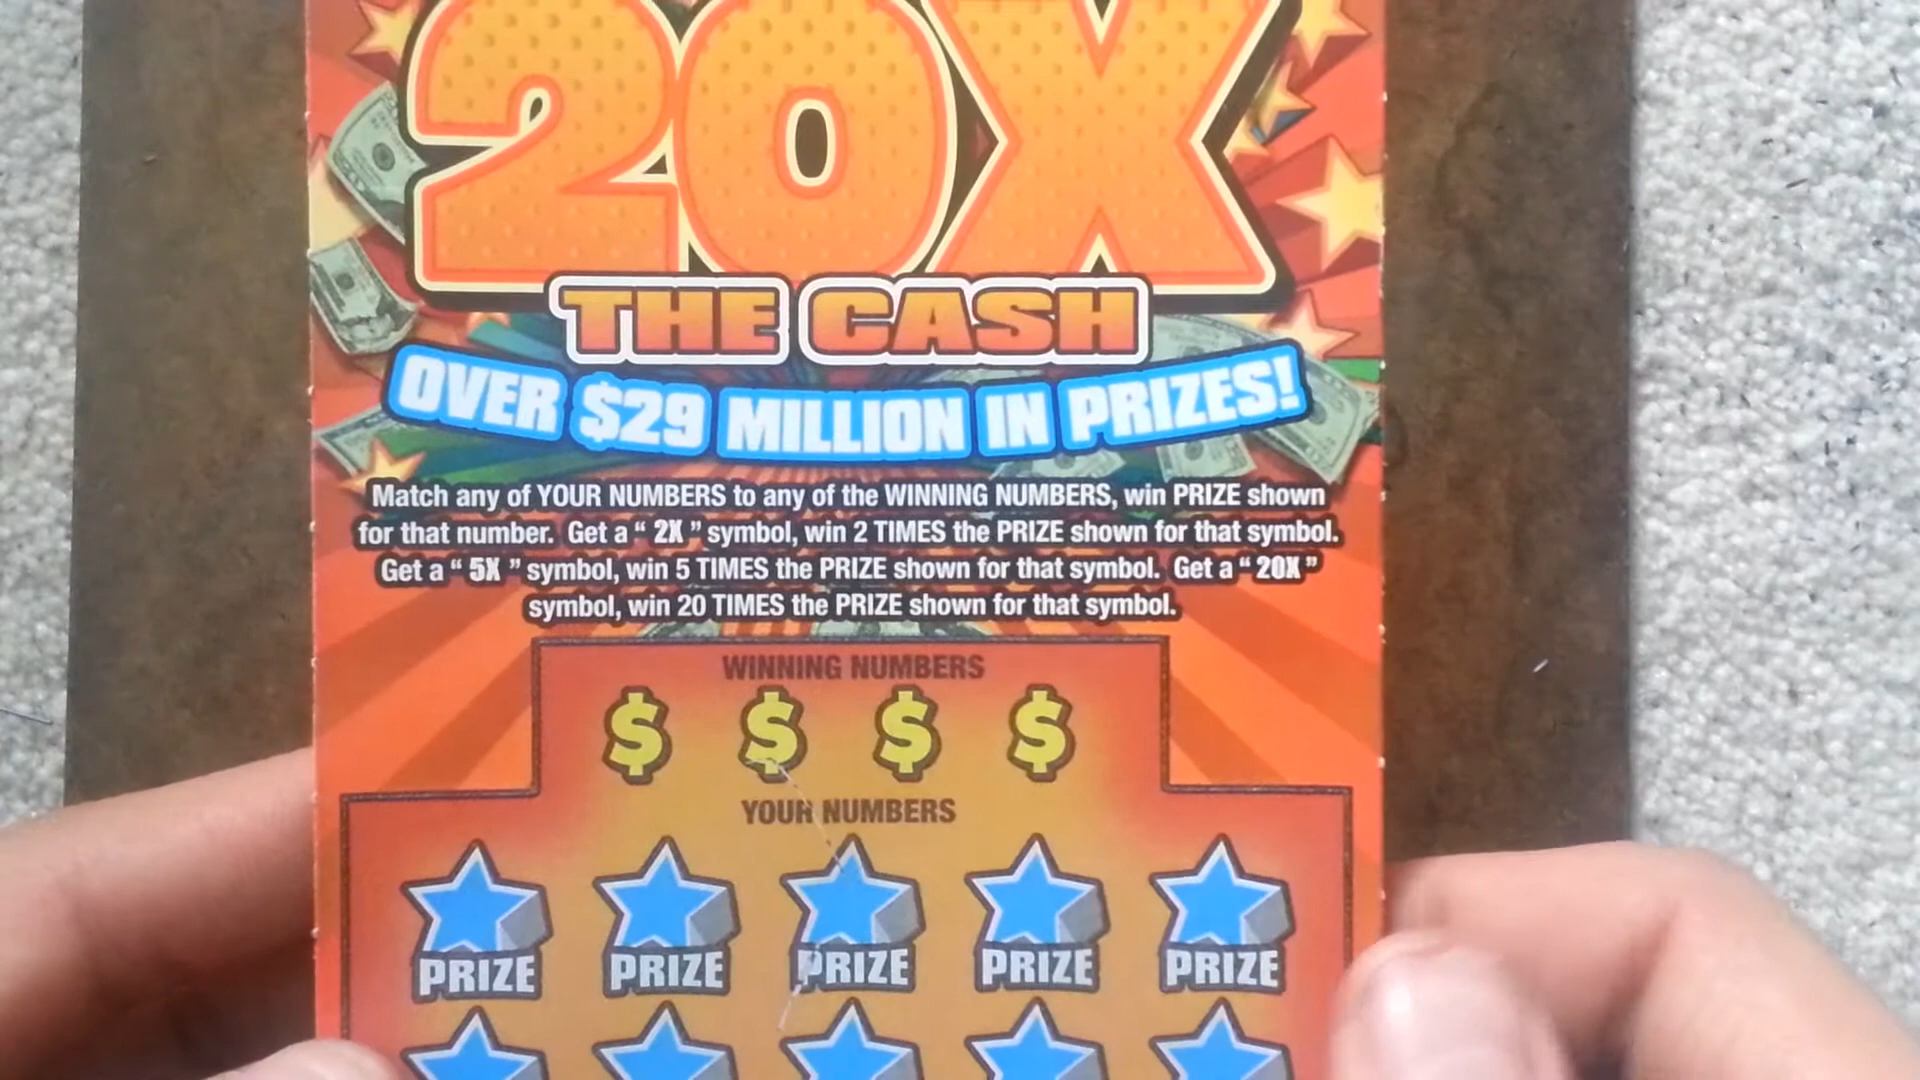 20X
THE CASH
OVER $29 MILLION IN PRIZES!
Match any of YOUR NUMBERS to any of the WINNING NUMBERS, win PRIZE shown
for that number. Get a “ 2X ” symbol, win 2 TIMES the PRIZE shown for that symbol.
Get a “ 5X ” symbol, win 5 TIMES the PRIZE shown for that symbol. Get a “ 20X ”
symbol, win 20 TIMES the PRIZE shown for that symbol.
WINNING NUMBERS
$ $ $ $
YOUR NUMBERS
PRIZE PRIZE PRIZE PRIZE PRIZE